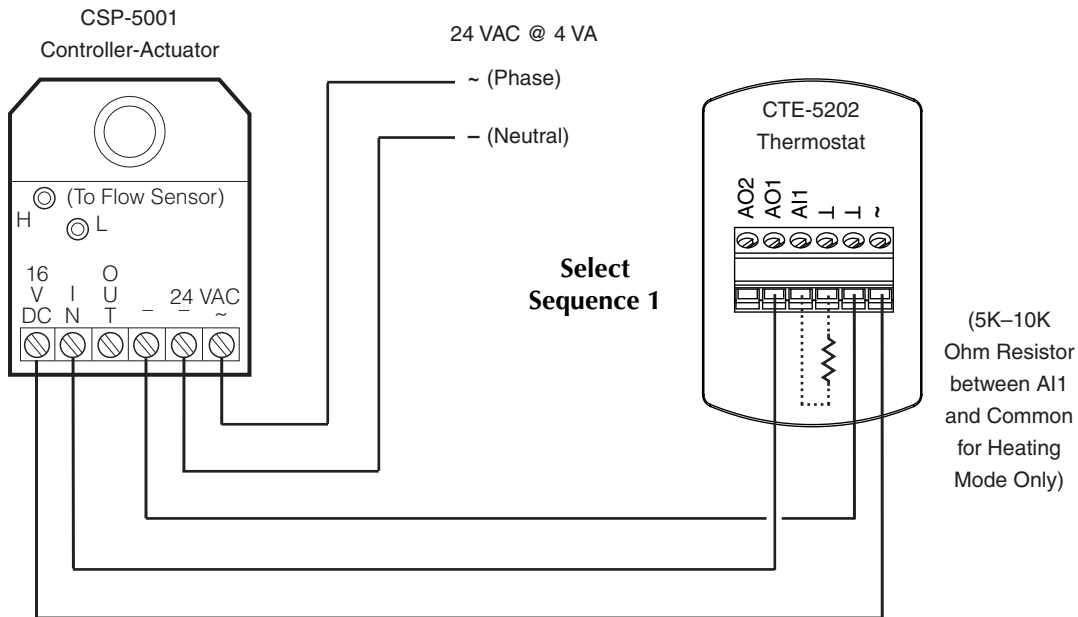 CSP-5001
Controller-Actuator
24 VAC @ 4 VA
~ (Phase)
– (Neutral)
CTE-5202
Thermostat
(To Flow Sensor)
H
L
AO2
AO1
AI1
⊥
⊥
~
16
V
DC
I
N
O
U
T
–
24 VAC
–
~
Select
Sequence 1
(5K–10K
Ohm Resistor
between AI1
and Common
for Heating
Mode Only)